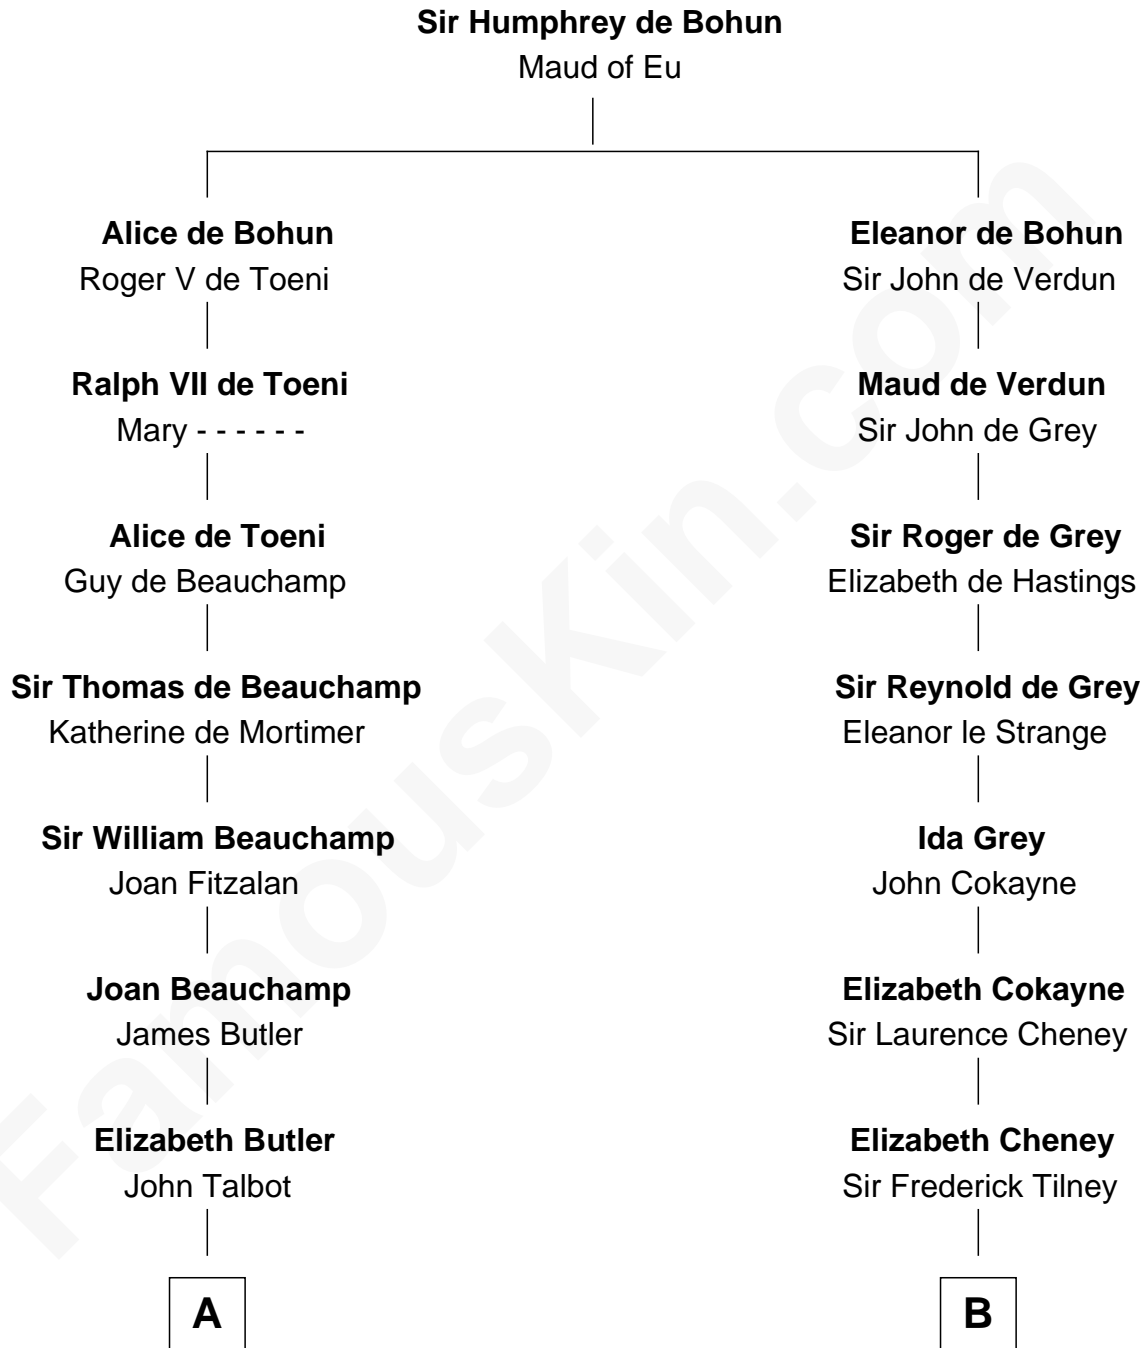 Sir Humphrey de Bohun
Maud of Eu
Alice de Bohun
Roger V de Toeni
Ralph VII de Toeni
Mary - - - - - -
Alice de Toeni
Guy de Beauchamp
Sir Thomas de Beauchamp
Katherine de Mortimer
Sir William Beauchamp
Joan Fitzalan
Joan Beauchamp
James Butler
Elizabeth Butler
John Talbot
A
Eleanor de Bohun
Sir John de Verdun
Maud de Verdun
Sir John de Grey
Sir Roger de Grey
Elizabeth de Hastings
Sir Reynold de Grey
Eleanor le Strange
Ida Grey
John Cokayne
Elizabeth Cokayne
Sir Laurence Cheney
Elizabeth Cheney
Sir Frederick Tilney
B
FamousKin.com